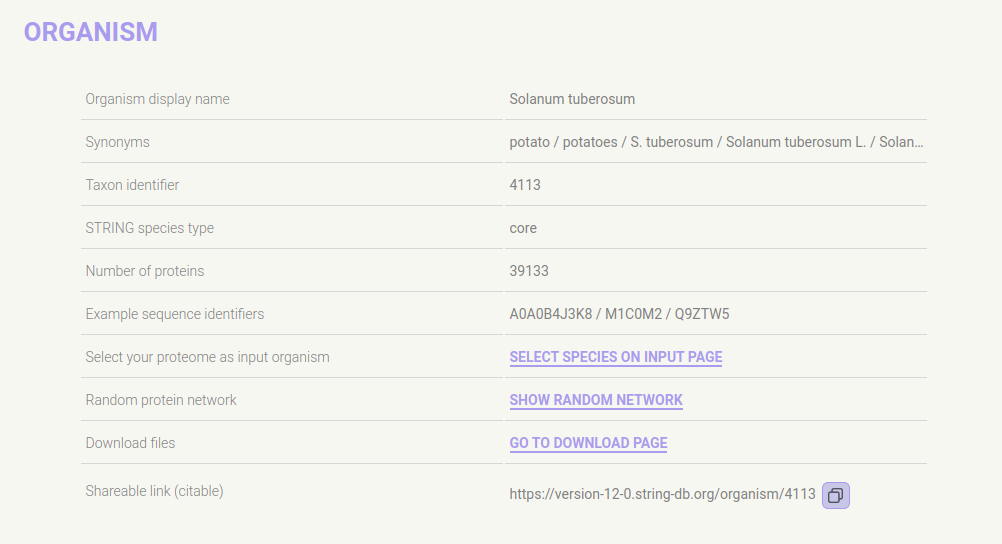 ORGANISM
Organism display name Solanum tuberosum
Synonyms potato / potatoes / S. tuberosum / Solanum tuberosum L. / Solan...
Taxon identifier 4113
STRING species type core
Number of proteins 39133
Example sequence identifiers A0A0B4J3K8 / M1C0M2 / Q9ZTW5
Select your proteome as input organism SELECT SPECIES ON INPUT PAGE
Random protein network SHOW RANDOM NETWORK
Download files GO TO DOWNLOAD PAGE
Shareable link (citable) https://version-12-0.string-db.org/organism/4113